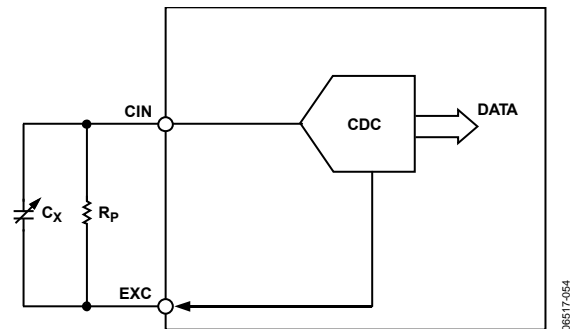 CIN
CDC
DATA
CX
RP
EXC
06517-054